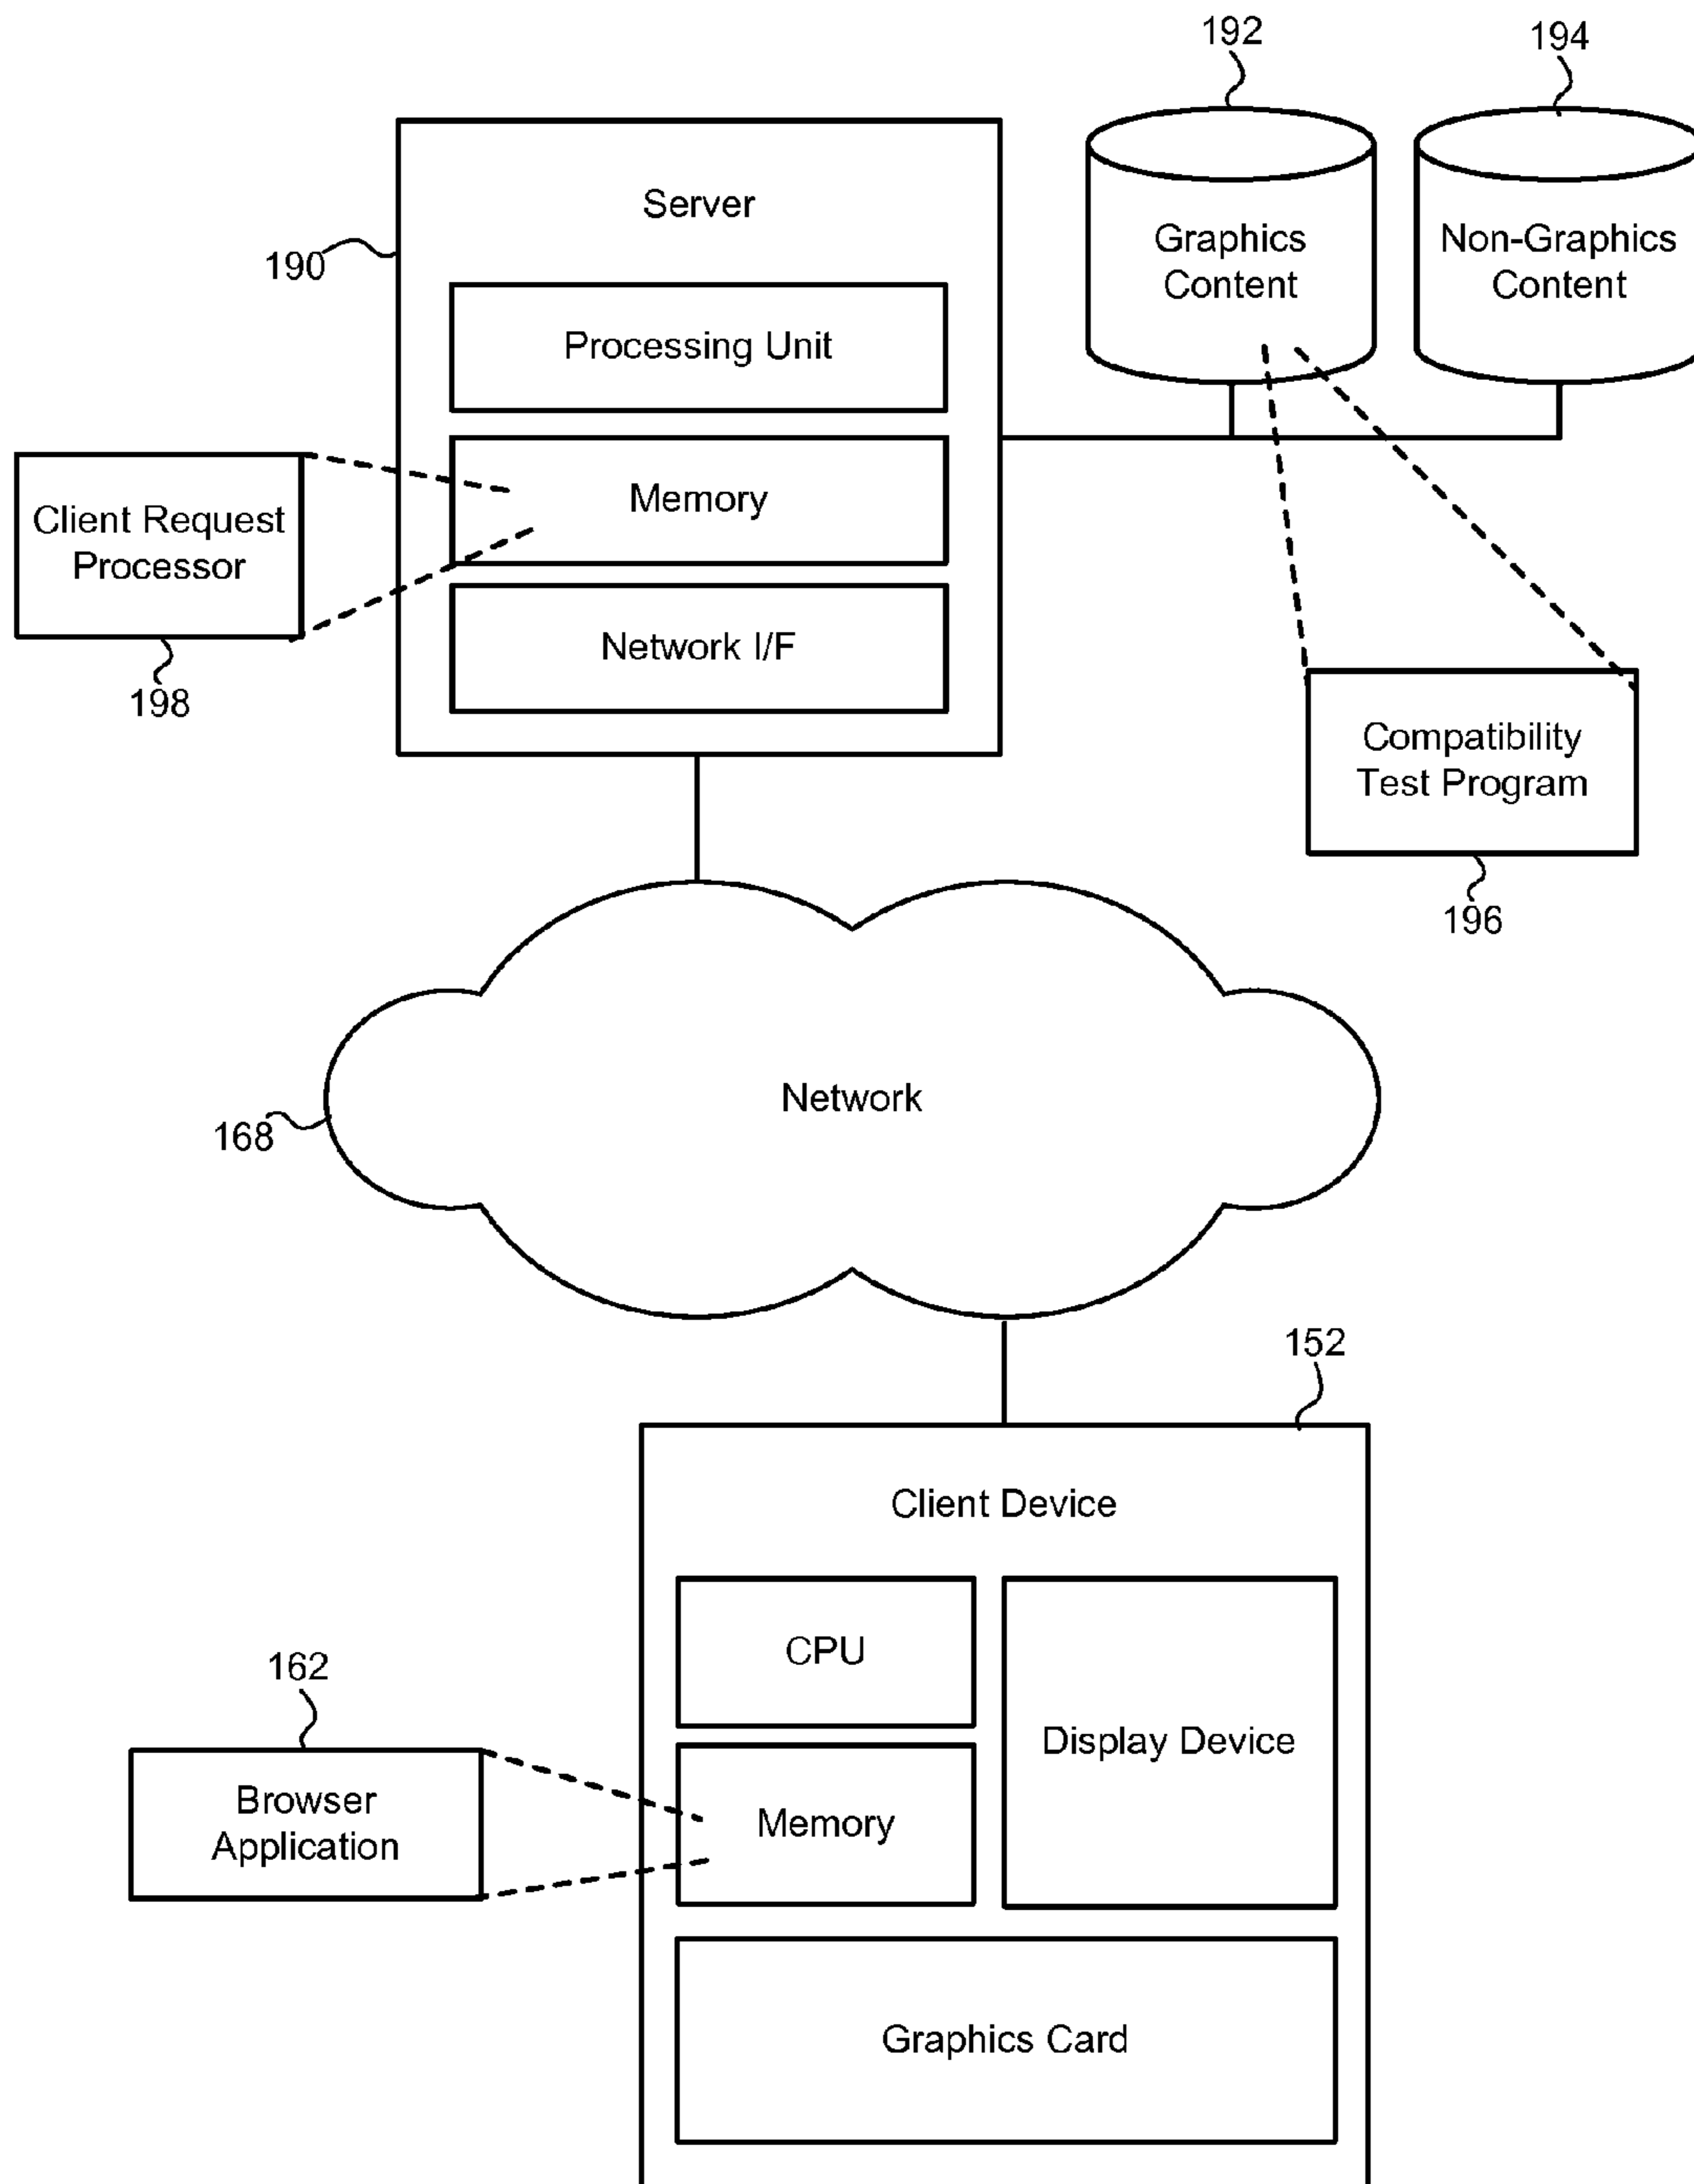 192
194
Server
Graphics
Content
Non-Graphics
Content
190
Processing Unit
Memory
Client Request
Processor
Network I/F
198
Compatibility
Test Program
196
Network
168
152
Client Device
CPU
162
Display Device
Browser
Application
Memory
Graphics Card